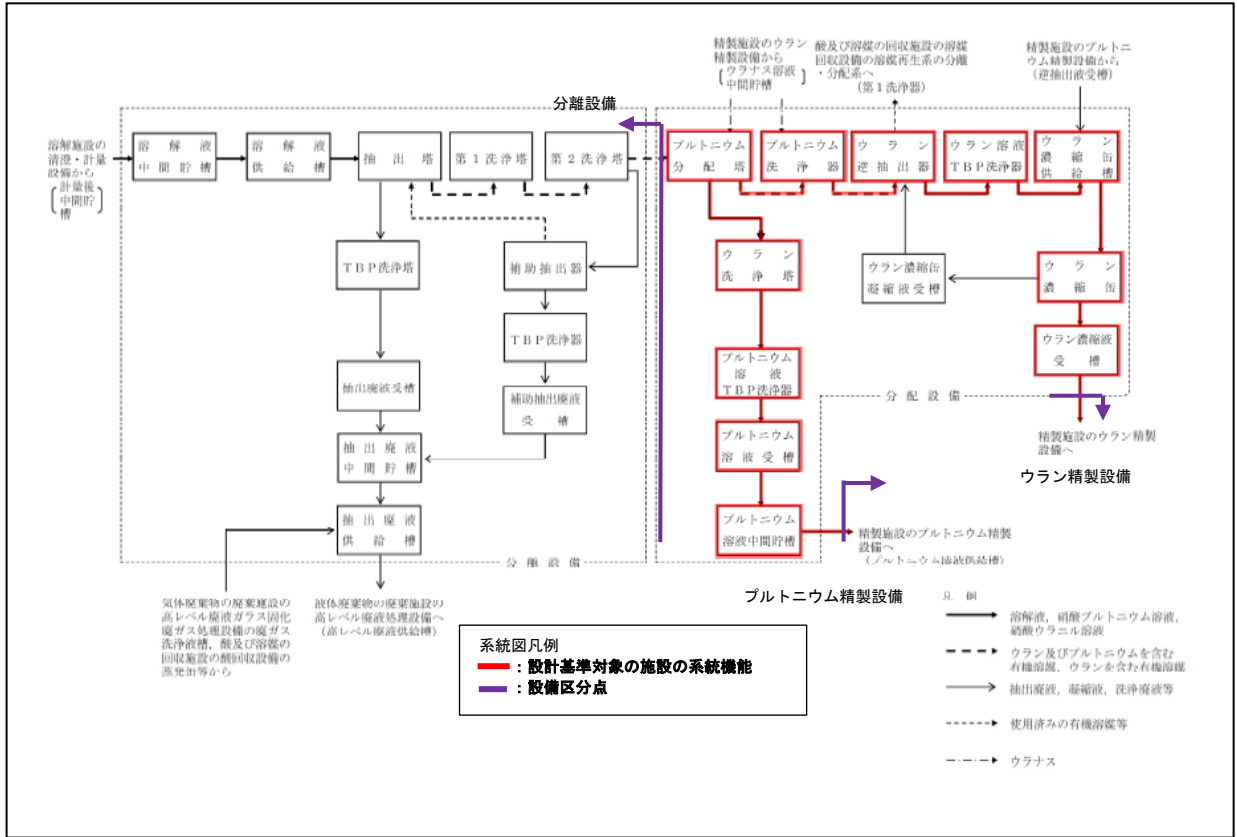 精製施設のウラン
精製設備から
ウラナス溶液
中間貯槽
酸及び溶媒の回収施設の溶媒
回収設備の溶媒再生系の分離
・分配系へ
(第1洗浄器)
精製施設のプルトニ
ウム精製設備から
(逆抽出液受槽)
分離設備
溶解施設の
清澄・計量
設備から
計量後
中間貯
槽
溶解液
中間貯槽
溶解液
供給槽
抽出塔
第1洗浄塔
第2洗浄塔
プルトニウム
分配塔
プルトニウム
洗浄器
ウラン
逆抽出器
ウラン溶液
TBP洗浄器
ウラン
濃縮缶
供給槽
TBP洗浄塔
補助抽出器
ウラン
洗浄塔
ウラン濃縮缶
凝縮液受槽
ウラン
濃縮缶
TBP洗浄器
ウラン濃縮液
受槽
抽出廃液受槽
補助抽出廃液
受槽
プルトニウム
溶液
TBP洗浄器
分配設備
抽出廃液
中間貯槽
プルトニウム
溶液受槽
精製施設のウラン精製
設備へ
ウラン精製設備
抽出廃液
供給槽
プルトニウム
溶液中間貯槽
精製施設のプルトニウム精製
設備へ
(プルトニウム溶液供給槽)
分離設備
プルトニウム精製設備
気体廃棄物の廃棄施設の
高レベル廃液ガラス固化
廃ガス処理設備の廃ガス
洗浄液槽,酸及び溶媒の
回収施設の酸回収設備の
蒸発缶等から
液体廃棄物の廃棄施設の
高レベル廃液処理設備へ
(高レベル廃液供給槽)
系統図凡例
:設計基準対象の施設の系統機能
:設備区分点
凡例
溶解液,硝酸プルトニウム溶液,
硝酸ウラニル溶液
ウラン及びプルトニウムを含む
有機溶媒、ウランを含む有機溶媒
抽出廃液,凝縮液,洗浄廃液等
使用済みの有機溶媒等
ウラナス